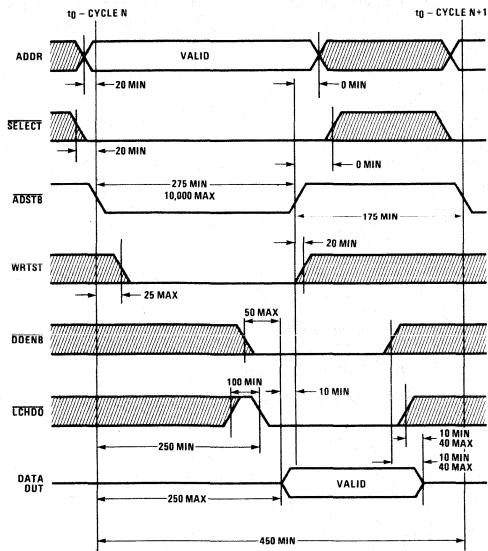 t0 – CYCLE N
t0 – CYCLE N+1
ADDR
VALID
20 MIN
0 MIN
SELECT
20 MIN
0 MIN
ADSTB
275 MIN
10,000 MAX
175 MIN
20 MIN
WRTST
25 MAX
50 MAX
DOENB
100 MIN
10 MIN
LCHDO
10 MIN
40 MAX
250 MIN
10 MIN
40 MAX
DATA
OUT
VALID
250 MAX
450 MIN